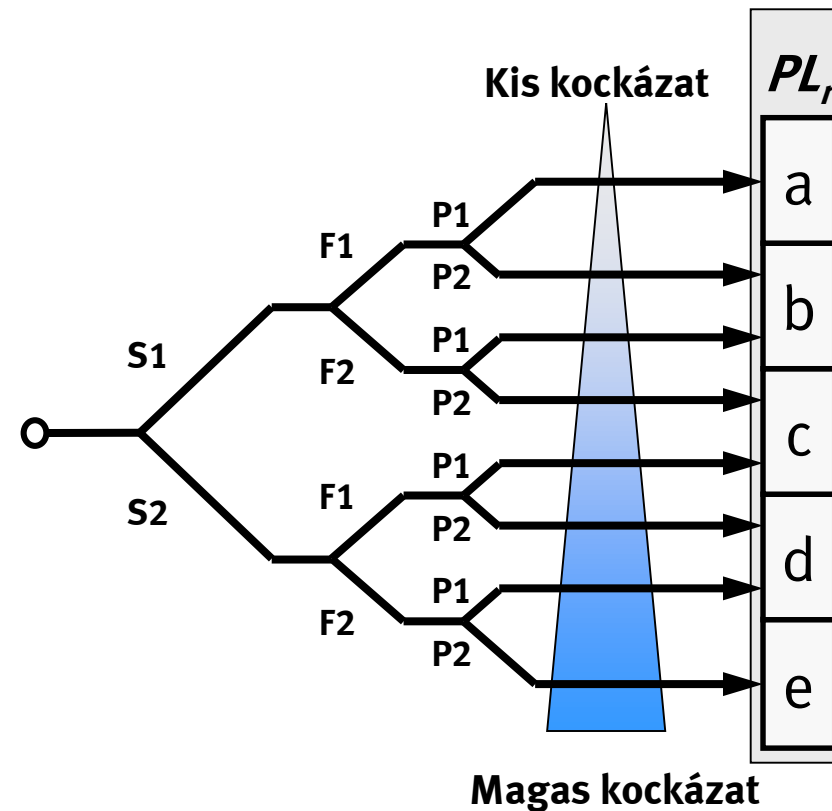 Kis kockázat
PLr
S1
F1
P1
P2
F2
P1
P2
S2
F1
P1
P2
F2
P1
P2
a
b
c
d
e
Magas kockázat